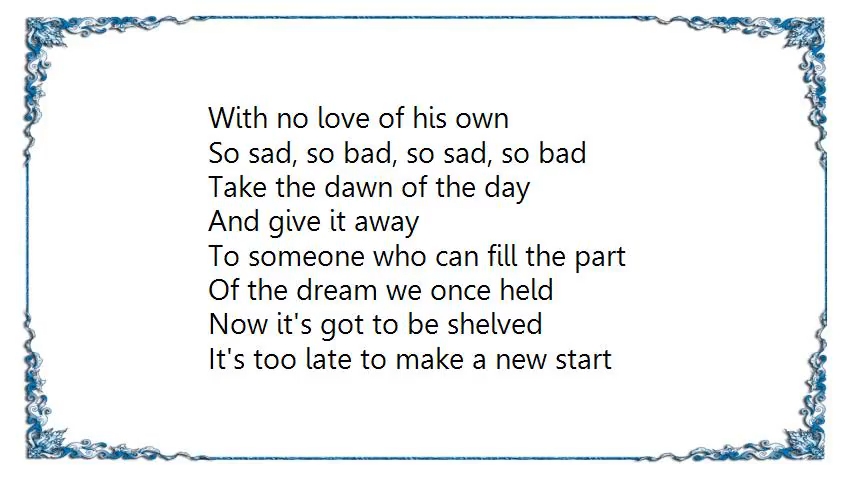 With no love of his own
So sad, so bad, so sad, so bad
Take the dawn of the day
And give it away
To someone who can fill the part
Of the dream we once held
Now it's got to be shelved
It's too late to make a new start